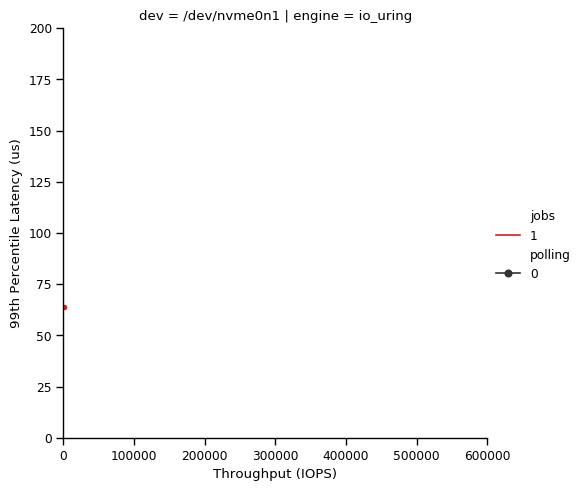 dev = /dev/nvme0n1 | engine = io_uring
200
175
150
125
100
75
50
25
0
99th Percentile Latency (us)
0 100000 200000 300000 400000 500000 600000
Throughput (IOPS)
jobs
1
polling
0